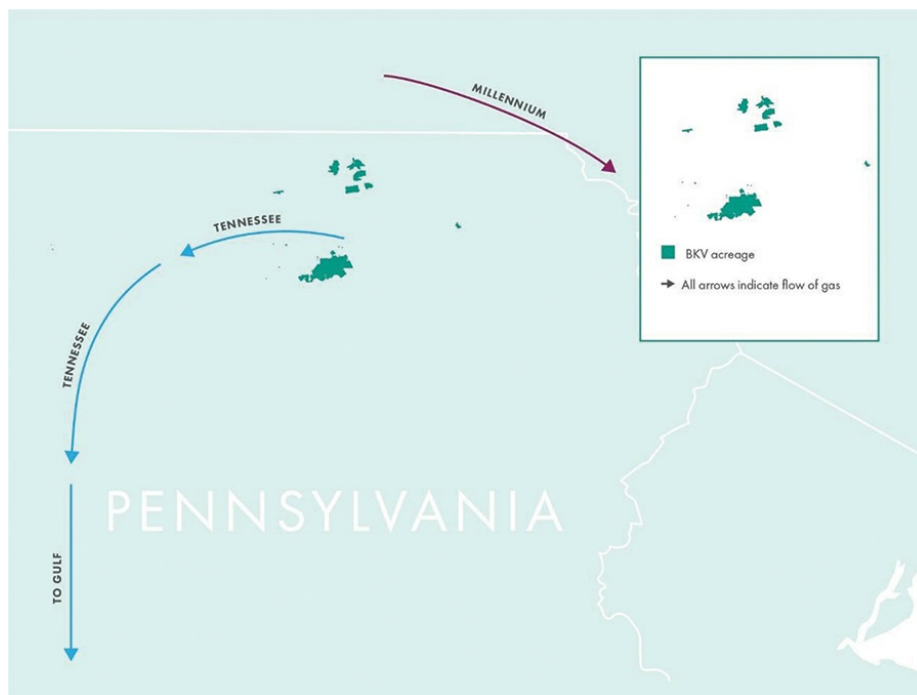 MILLENNIUM
TENNESSEE
BKV acreage
All arrows indicate flow of gas
TENNESSEE
PENNSYLVANIA
TO GULF